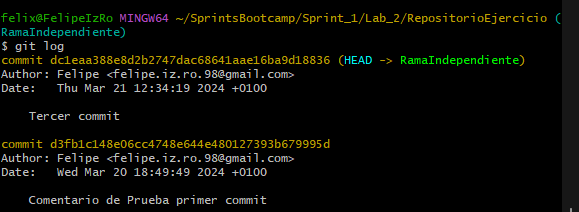 felix@FelipeIzRo MINGW64 ~/SprintsBootcamp/Sprint_1/Lab_2/RepositorioEjercicio (
RamaIndependiente)
$ git log
commit dc1eaa388e8d2b2747dac68641aae16ba9d18836 (HEAD -> RamaIndependiente)
Author: Felipe <felipe.iz.ro.98@gmail.com>
Date:   Thu Mar 21 12:34:19 2024 +0100
    Tercer commit
commit d3fb1c148e06cc4748e644e480127393b679995d
Author: Felipe <felipe.iz.ro.98@gmail.com>
Date:   Wed Mar 20 18:49:49 2024 +0100
    Comentario de Prueba primer commit